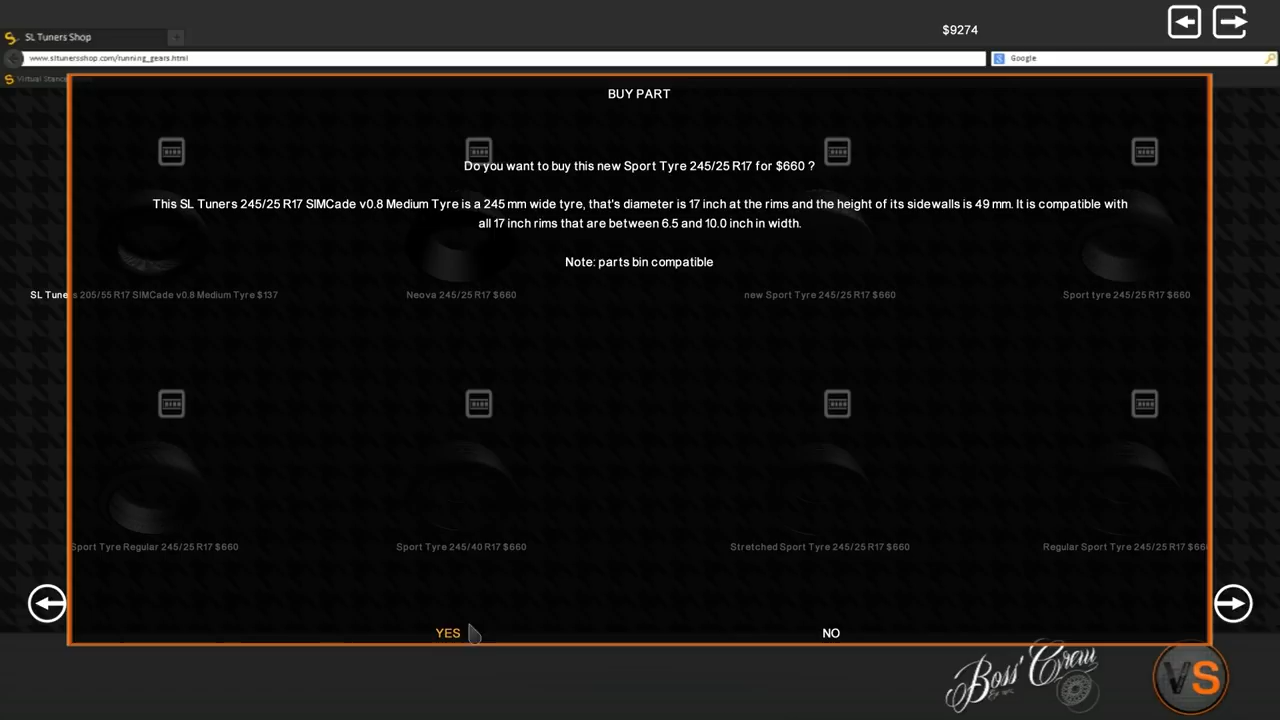 SL Tuners Shop
$9274
www.sltunersshop.com/running_gears.html
Google
Virtual Stance
BUY PART
Do you want to buy this new Sport Tyre 245/25 R17 for $660 ?
This SL Tuners 245/25 R17 SIMCade v0.8 Medium Tyre is a 245 mm wide tyre, that's diameter is 17 inch at the rims and the height of its sidewalls is 49 mm. It is compatible with
all 17 inch rims that are between 6.5 and 10.0 inch in width.
Note: parts bin compatible
SL Tuners 205/55 R17 SIMCade v0.8 Medium Tyre $137
Neova 245/25 R17 $660
new Sport Tyre 245/25 R17 $660
Sport tyre 245/25 R17 $660
Sport Tyre Regular 245/25 R17 $660
Sport Tyre 245/40 R17 $660
Stretched Sport Tyre 245/25 R17 $660
Regular Sport Tyre 245/25 R17 $660
YES
NO
Boss' Crew
VS